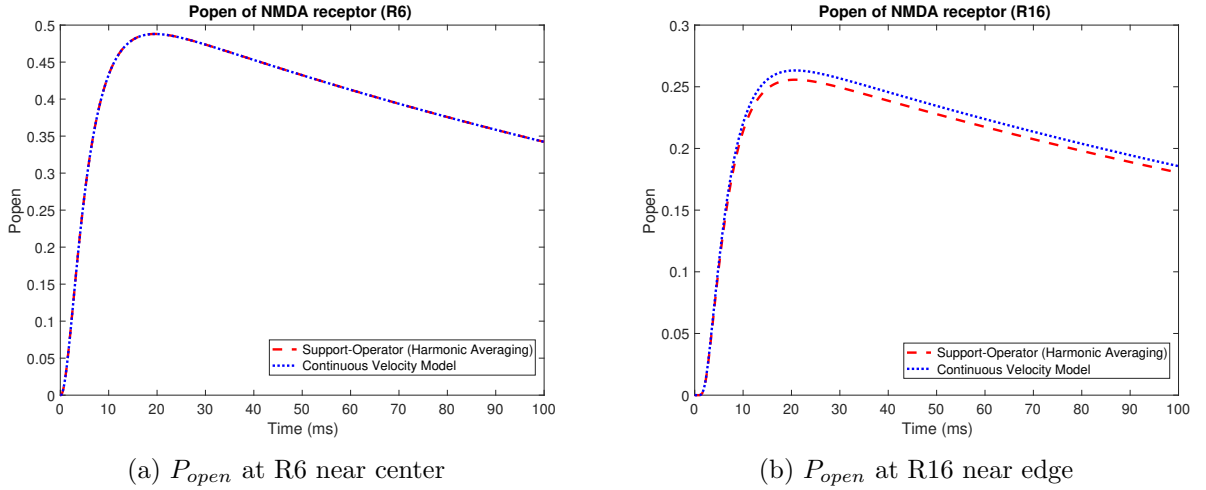 Popen of NMDA receptor (R6)
0.5
0.45
0.4
0.35
0.3
0.25
0.2
0.15
0.1
0.05
0
Popen
0 10 20 30 40 50 60 70 80 90 100
Time (ms)
Support-Operator (Harmonic Averaging)
Continuous Velocity Model
(a) P_open at R6 near center
Popen of NMDA receptor (R16)
0.3
0.25
0.2
0.15
0.1
0.05
0
Popen
0 10 20 30 40 50 60 70 80 90 100
Time (ms)
Support-Operator (Harmonic Averaging)
Continuous Velocity Model
(b) P_open at R16 near edge